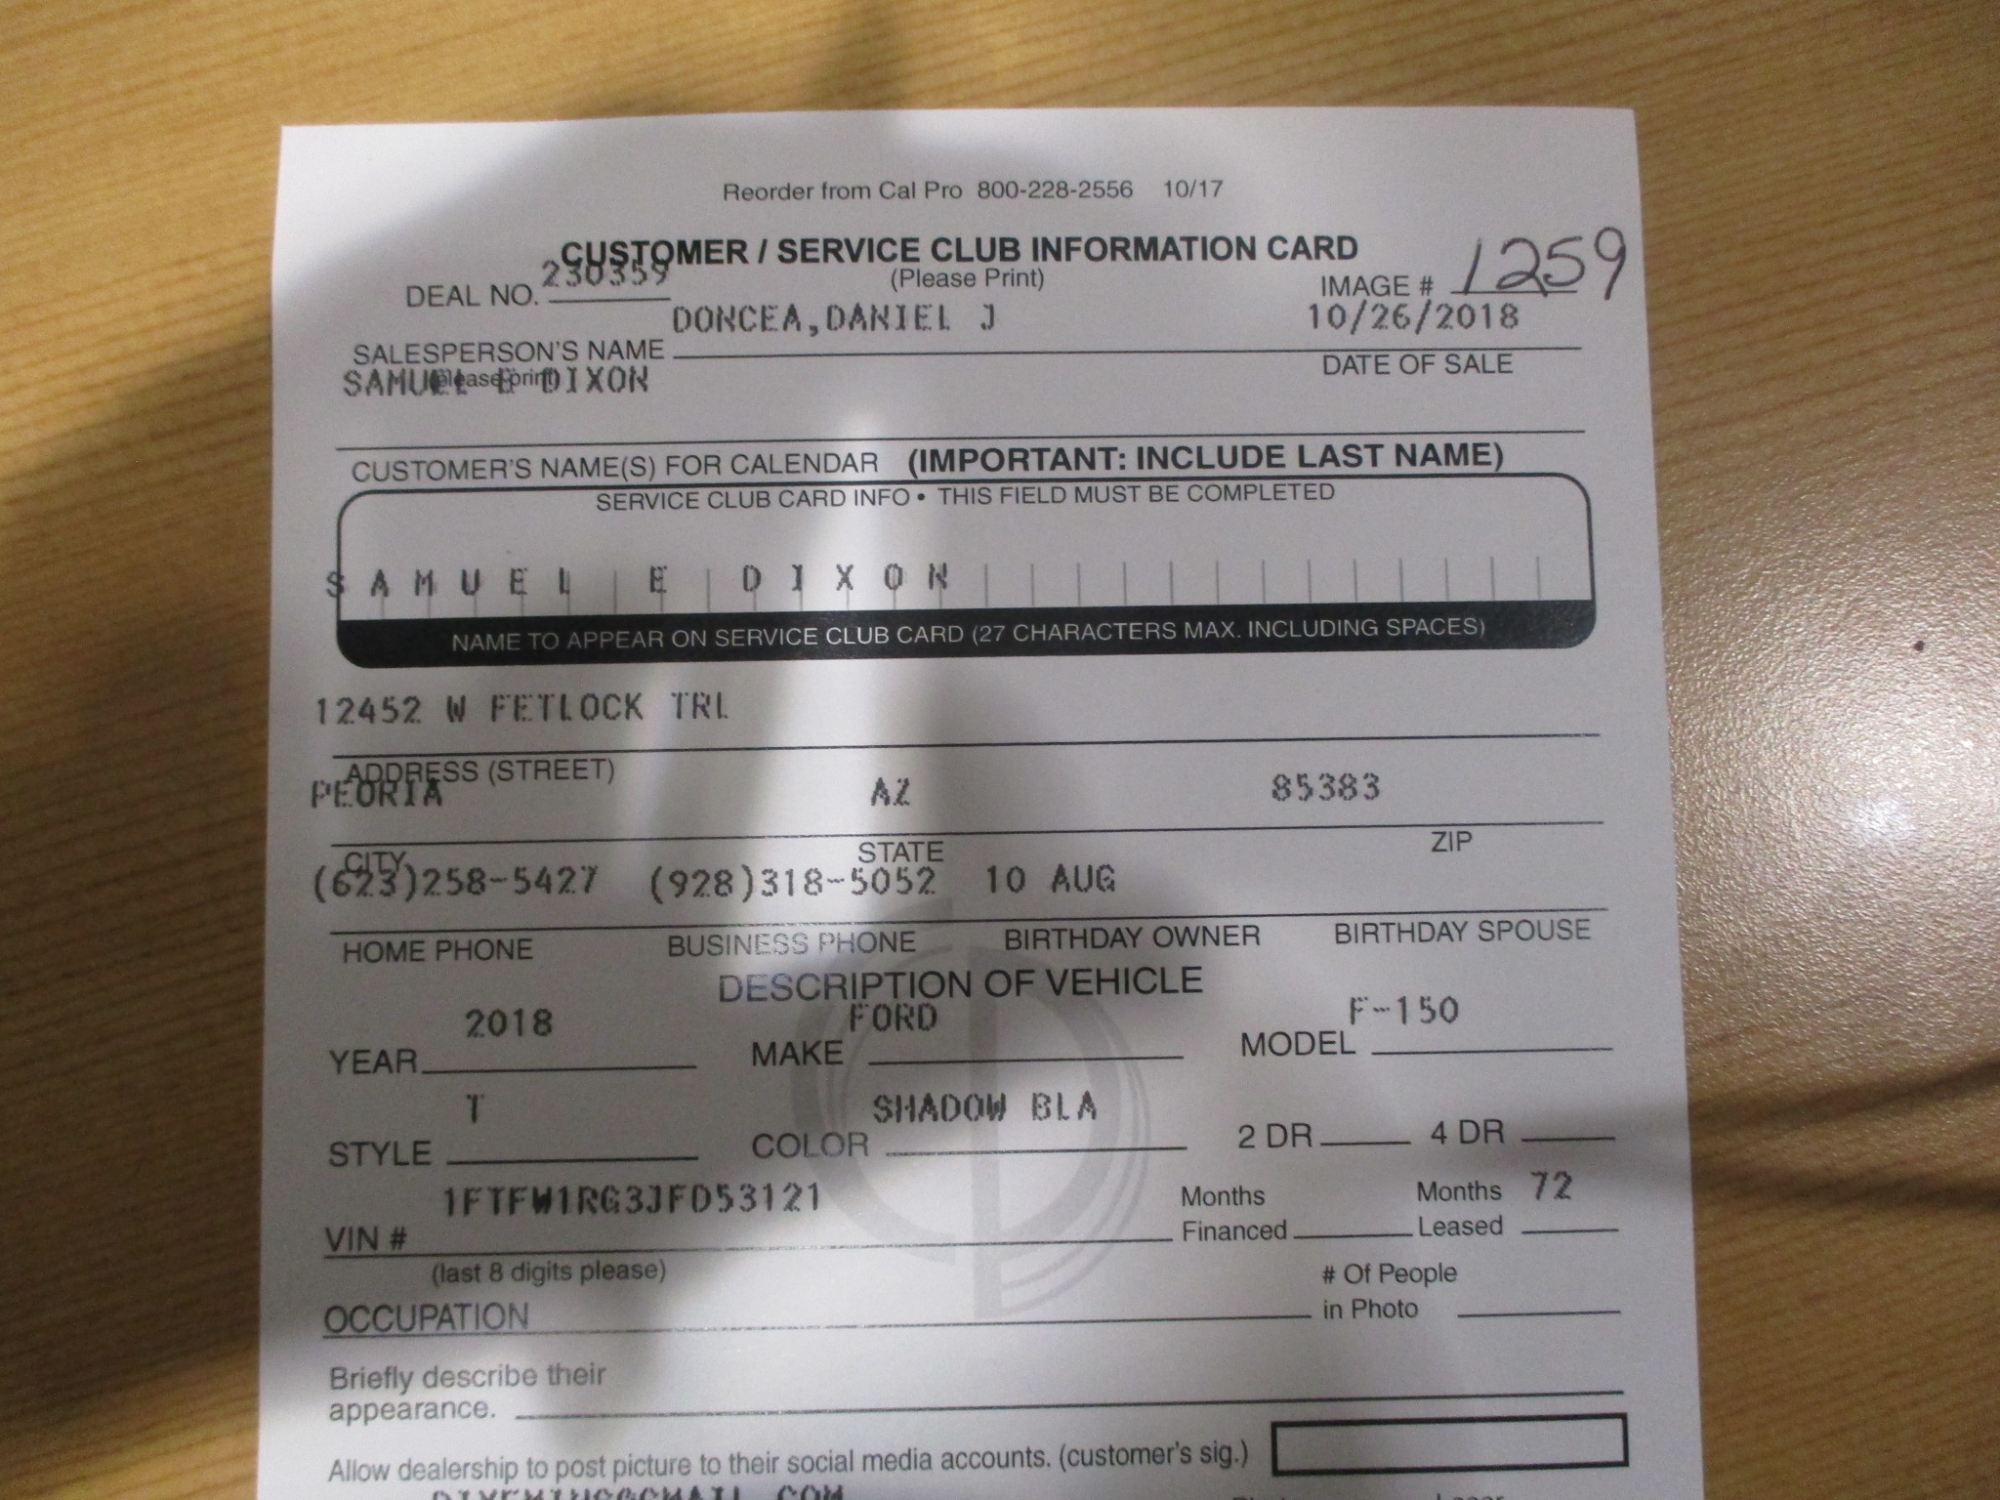 Reorder from Cal Pro 800-228-2556 10/17
CUSTOMER / SERVICE CLUB INFORMATION CARD
(Please Print)
DEAL NO. 230359
IMAGE # 1259
DONCEA,DANIEL J 10/26/2018
SALESPERSON'S NAME DATE OF SALE
(please print)
SAMUEL E DIXON
CUSTOMER'S NAME(S) FOR CALENDAR (IMPORTANT: INCLUDE LAST NAME)
SERVICE CLUB CARD INFO • THIS FIELD MUST BE COMPLETED
SAMUEL E DIXON
NAME TO APPEAR ON SERVICE CLUB CARD (27 CHARACTERS MAX. INCLUDING SPACES)
12452 W FETLOCK TRL
ADDRESS (STREET)
PEORIA AZ 85383
CITY STATE ZIP
(623)258-5427 (928)318-5052 10 AUG
HOME PHONE BUSINESS PHONE BIRTHDAY OWNER BIRTHDAY SPOUSE
DESCRIPTION OF VEHICLE
YEAR 2018 MAKE FORD MODEL F-150
STYLE T COLOR SHADOW BLA 2 DR 4 DR
VIN # 1FTFW1RG3JFD53121
(last 8 digits please)
Months Financed Months Leased 72
OCCUPATION # Of People in Photo
Briefly describe their
appearance.
Allow dealership to post picture to their social media accounts. (customer's sig.)